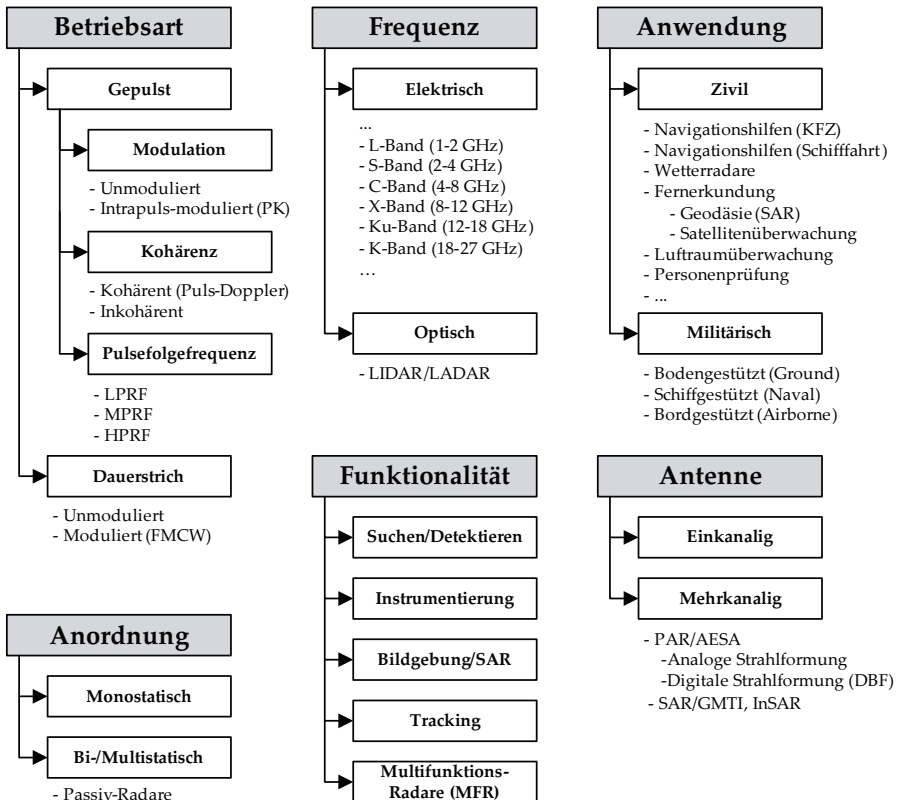 Betriebsart
Gepulst
Modulation
- Unmoduliert
- Intrapuls-moduliert (PK)
Kohärenz
- Kohärent (Puls-Doppler)
- Inkohärent
Pulsefolgefrequenz
- LPRF
- MPRF
- HPRF
Dauerstrich
- Unmoduliert
- Moduliert (FMCW)
Anordnung
Monostatisch
Bi-/Multistatisch
- Passiv-Radare
Frequenz
Elektrisch
...
- L-Band (1-2 GHz)
- S-Band (2-4 GHz)
- C-Band (4-8 GHz)
- X-Band (8-12 GHz)
- Ku-Band (12-18 GHz)
- K-Band (18-27 GHz)
...
Optisch
- LIDAR/LADAR
Funktionalität
Suchen/Detektieren
Instrumentierung
Bildgebung/SAR
Tracking
Multifunktions-
Radare (MFR)
Anwendung
Zivil
- Navigationshilfen (KFZ)
- Navigationshilfen (Schifffahrt)
- Wetterradare
- Fernerkundung
- Geodäsie (SAR)
- Satellitenüberwachung
- Luftraumüberwachung
- Personenprüfung
- ...
Militärisch
- Bodengestützt (Ground)
- Schiffgestützt (Naval)
- Bordgestützt (Airborne)
Antenne
Einkanalig
Mehrkanalig
- PAR/AESA
-Analoge Strahlformung
-Digitale Strahlformung (DBF)
- SAR/GMTI, InSAR